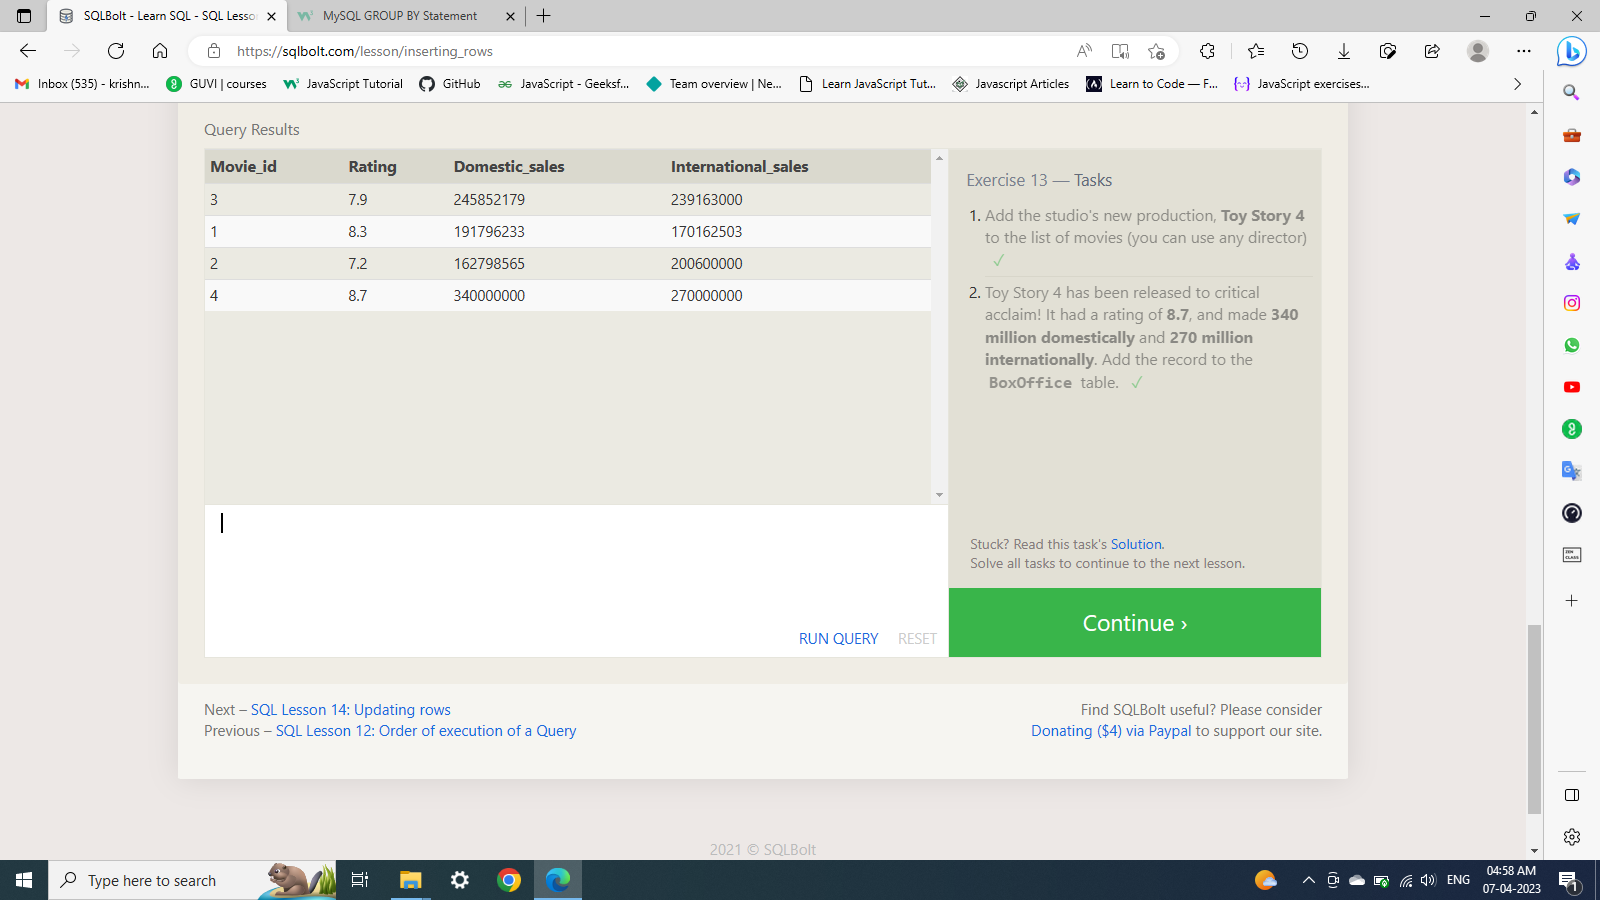 SQLBolt - Learn SQL - SQL Lesso
MySQL GROUP BY Statement
https://sqlbolt.com/lesson/inserting_rows
Inbox (535) - krishn...
GUVI | courses
JavaScript Tutorial
GitHub
JavaScript - Geeksf...
Team overview | Ne...
Learn JavaScript Tut...
Javascript Articles
Learn to Code — F...
JavaScript exercises...
Query Results
Movie_id Rating Domestic_sales International_sales
3 7.9 245852179 239163000
1 8.3 191796233 170162503
2 7.2 162798565 200600000
4 8.7 340000000 270000000
Exercise 13 — Tasks
1. Add the studio's new production, Toy Story 4
to the list of movies (you can use any director)
✓
2. Toy Story 4 has been released to critical
acclaim! It had a rating of 8.7, and made 340
million domestically and 270 million
internationally. Add the record to the
BoxOffice table. ✓
Stuck? Read this task's Solution.
Solve all tasks to continue to the next lesson.
RUN QUERY RESET
Continue ›
Next – SQL Lesson 14: Updating rows
Previous – SQL Lesson 12: Order of execution of a Query
Find SQLBolt useful? Please consider
Donating ($4) via Paypal to support our site.
2021 © SQLBolt
Type here to search
ENG
04:58 AM
07-04-2023
1